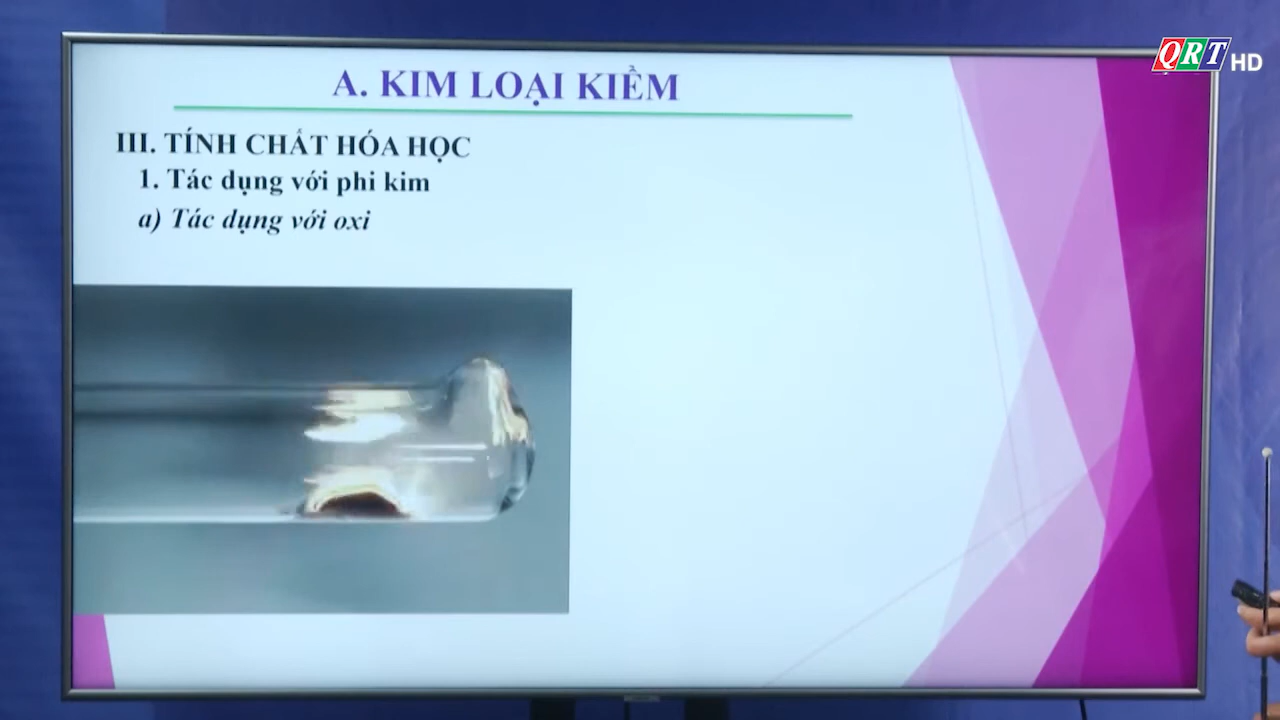 QRT HD
A. KIM LOẠI KIỀM
III. TÍNH CHẤT HÓA HỌC
1. Tác dụng với phi kim
a) Tác dụng với oxi